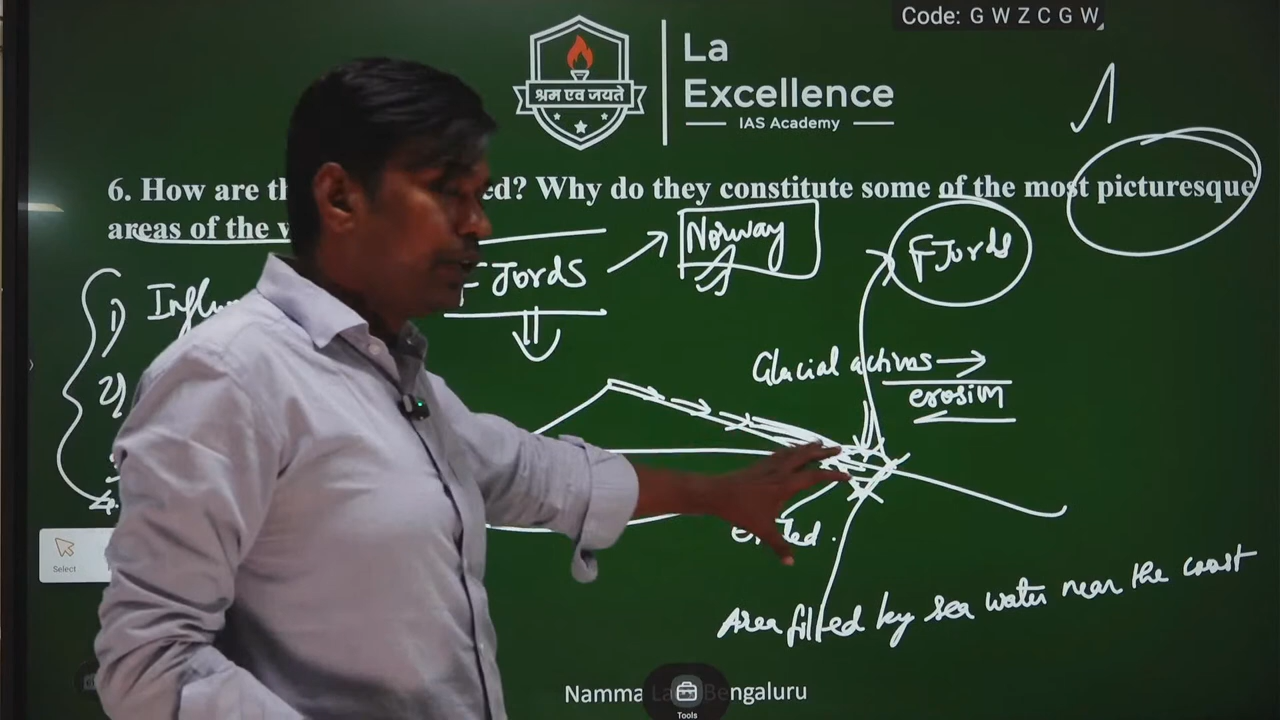 Code: G W Z C G W
श्रम एव जयते
La
Excellence
IAS Academy
6. How are ed? Why do they constitute some of the most picturesque
areas of the
FJords
Norway
FJords
1)
2)
Glacial
erosion
Area filled by sea water near the coast
Select
Namma Bengaluru
Tools